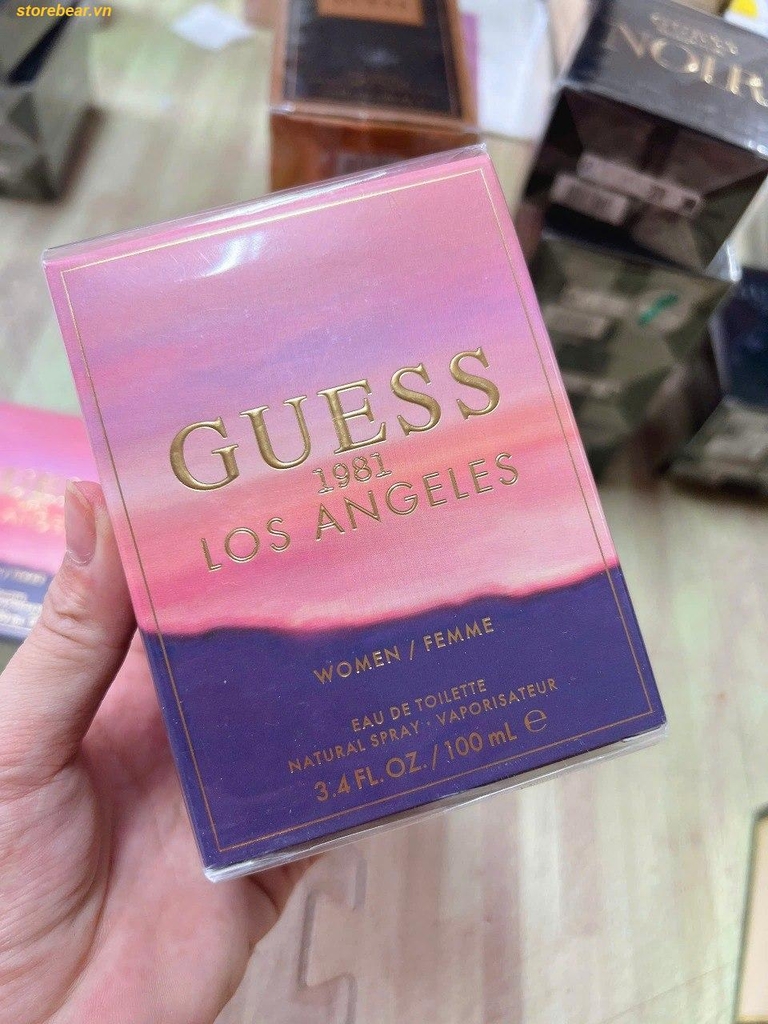 storebear.vn
NOIR
GUESS
1981
LOS ANGELES
WOMEN / FEMME
EAU DE TOILETTE
NATURAL SPRAY · VAPORISATEUR
3.4 FL. OZ. / 100 mL ℮